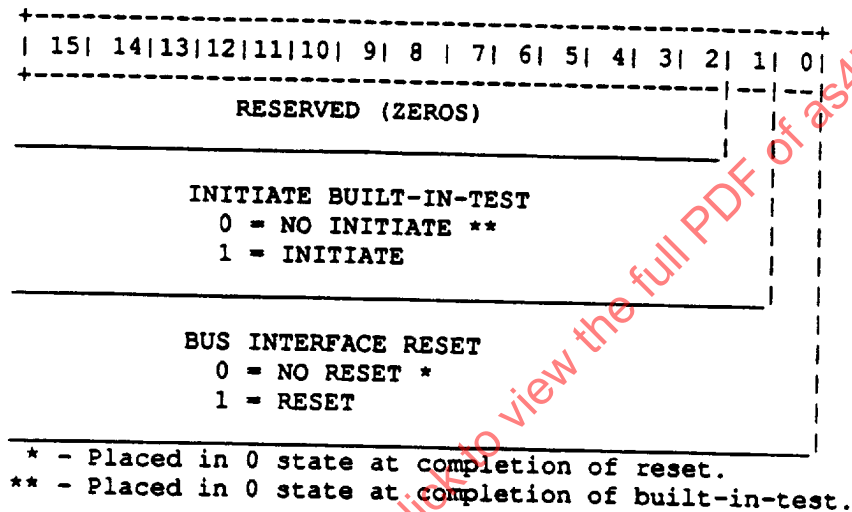 | 15| 14|13|12|11|10| 9| 8 | 7| 6| 5| 4| 3| 2| 1| 0|
RESERVED (ZEROS)
INITIATE BUILT-IN-TEST
0 = NO INITIATE **
1 = INITIATE
BUS INTERFACE RESET
0 = NO RESET *
1 = RESET
* - Placed in 0 state at completion of reset.
** - Placed in 0 state at completion of built-in-test.
click to view the full PDF of as4